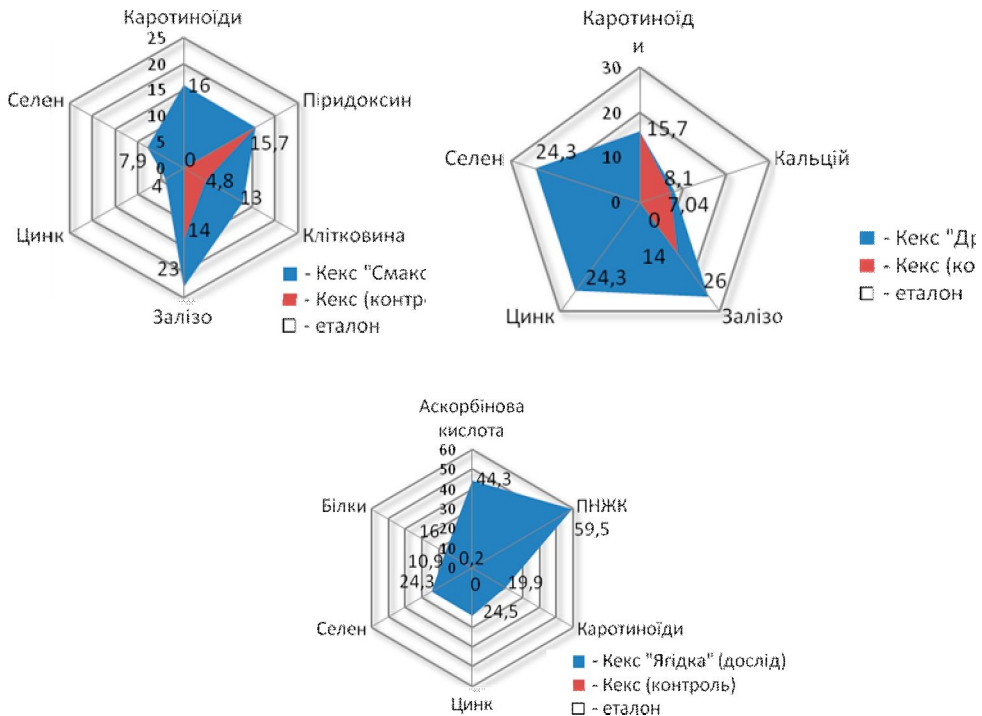 Каротиноїди
25
20
15
10
5
0
16
Селен
Піридоксин
15,7
7,9
0
4,8
4
13
Цинк
14
Клітковина
23
Залізо
- Кекс "Смакс
- Кекс (контр
- еталон
Каротиноїд
и
30
20
10
0
15,7
Селен
24,3
Кальцій
8,1
7,04
0
14
24,3
26
Цинк
Залізо
- Кекс "Др
- Кекс (ко
- еталон
Аскорбінова
кислота
60
50
40
30
20
10
0
44,3
Білки
ПНЖК
59,5
16
0,2
10,9
24,3
0
19,9
24,5
Селен
Каротиноїди
Цинк
- Кекс "Ягідка" (дослід)
- Кекс (контроль)
- еталон